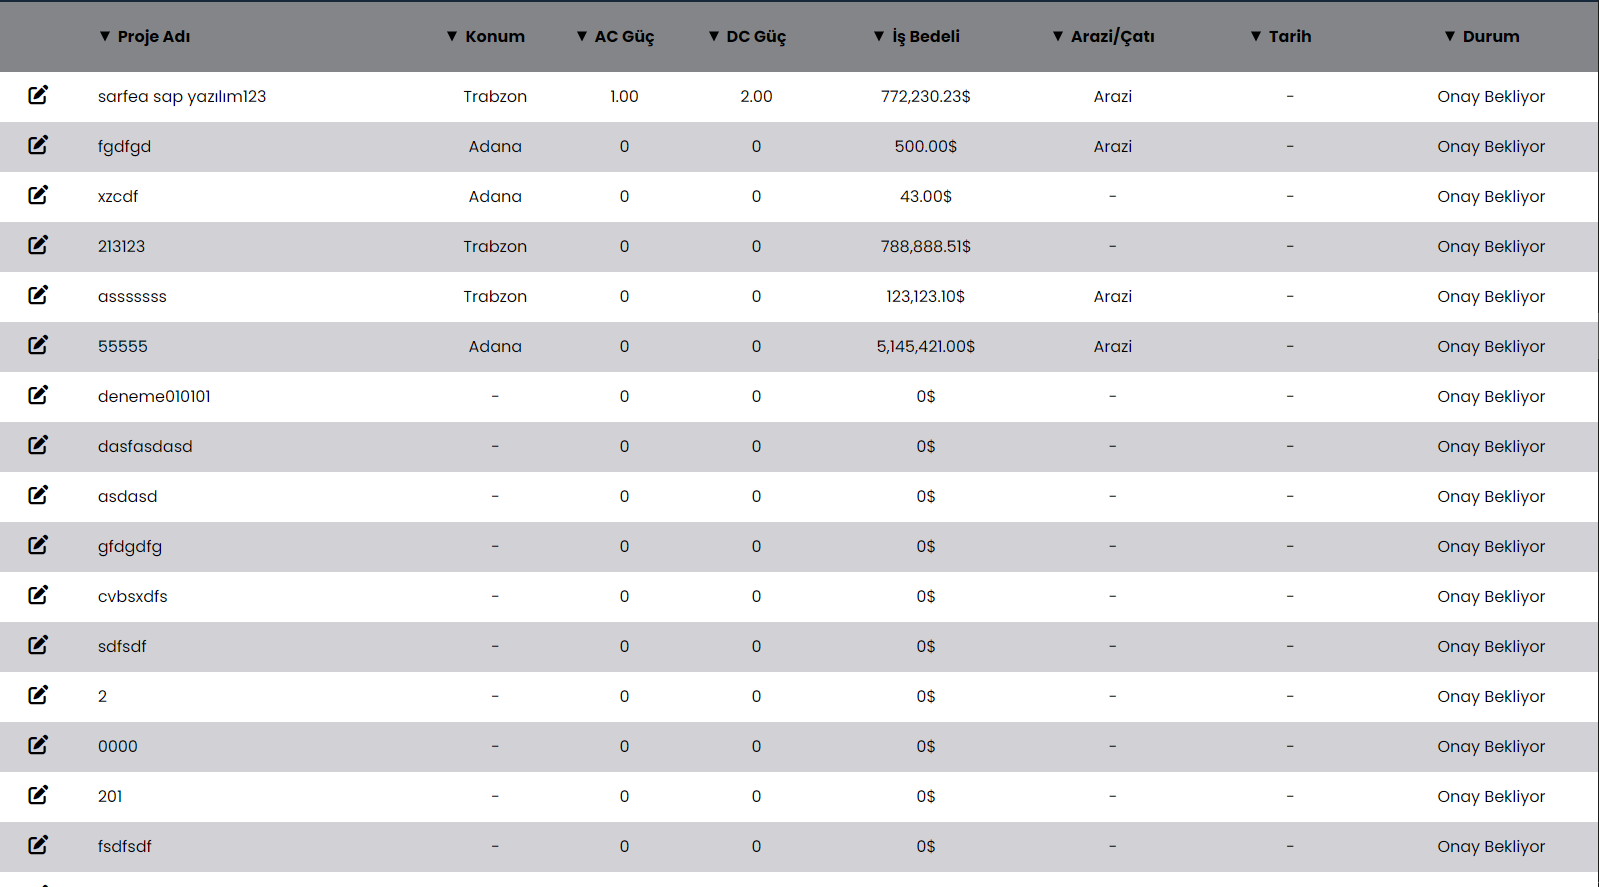 ▼ Proje Adı ▼ Konum ▼ AC Güç ▼ DC Güç ▼ İş Bedeli ▼ Arazi/Çatı ▼ Tarih ▼ Durum
sarfea sap yazılım123 Trabzon 1.00 2.00 772,230.23$ Arazi - Onay Bekliyor
fgdfgd Adana 0 0 500.00$ Arazi - Onay Bekliyor
xzcdf Adana 0 0 43.00$ - - Onay Bekliyor
213123 Trabzon 0 0 788,888.51$ - - Onay Bekliyor
asssssss Trabzon 0 0 123,123.10$ Arazi - Onay Bekliyor
55555 Adana 0 0 5,145,421.00$ Arazi - Onay Bekliyor
deneme010101 - 0 0 0$ - - Onay Bekliyor
dasfasdasd - 0 0 0$ - - Onay Bekliyor
asdasd - 0 0 0$ - - Onay Bekliyor
gfdgdfg - 0 0 0$ - - Onay Bekliyor
cvbsxdfs - 0 0 0$ - - Onay Bekliyor
sdfsdf - 0 0 0$ - - Onay Bekliyor
2 - 0 0 0$ - - Onay Bekliyor
0000 - 0 0 0$ - - Onay Bekliyor
201 - 0 0 0$ - - Onay Bekliyor
fsdfsdf - 0 0 0$ - - Onay Bekliyor